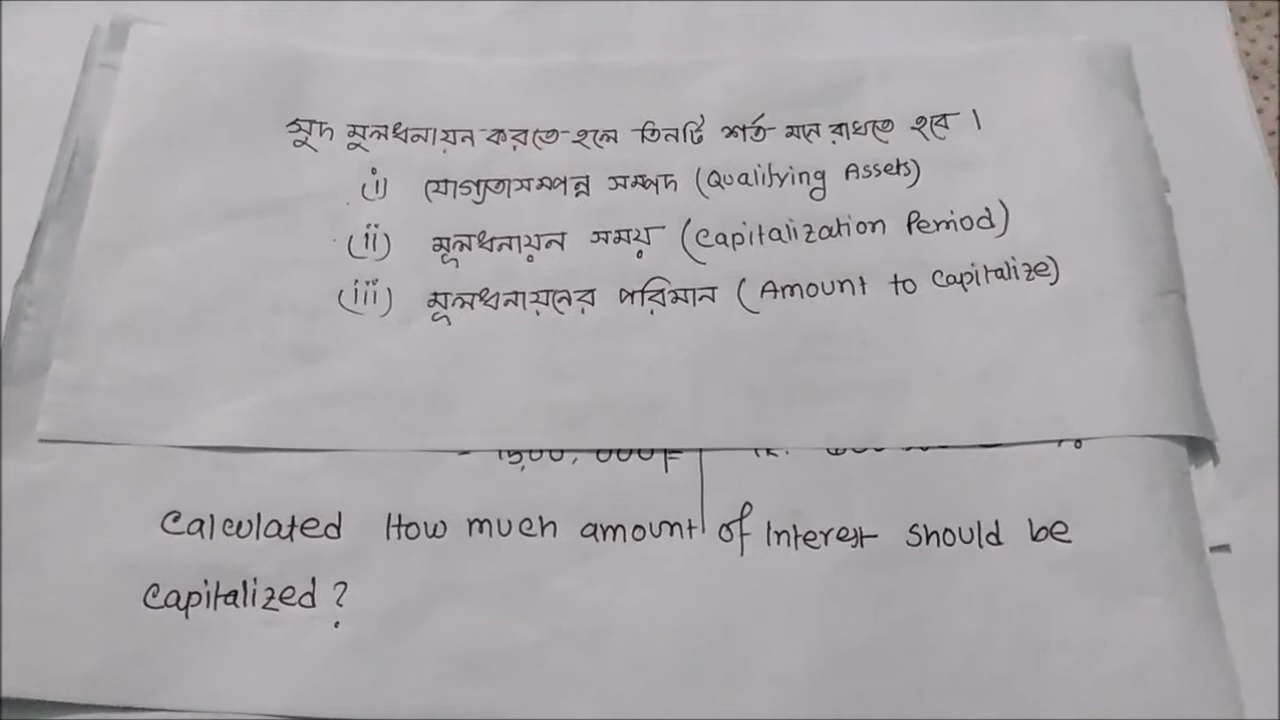 সুদ মূলধনায়ন করতে হলে তিনটি শর্ত মনে রাখতে হবে।
(i) যোগ্যতাসম্পন্ন সম্পদ (Qualifying Assets)
(ii) মূলধনায়ন সময় (Capitalization Period)
(iii) মূলধনায়নের পরিমান (Amount to Capitalize)
Calculated How much amount of Interest should be
Capitalized?